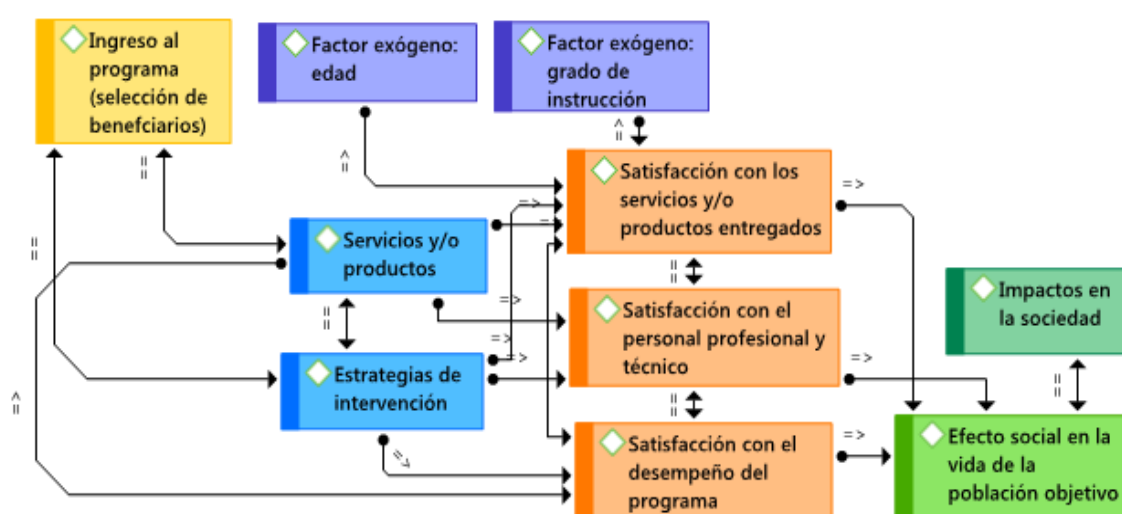 Ingreso al
programa
(selección de
benefciarios)
Factor exógeno:
edad
Factor exógeno:
grado de
instrucción
Satisfacción con los
servicios y/o
productos entregados
Servicios y/o
productos
Satisfacción con el
personal profesional y
técnico
Estrategias de
intervención
Satisfacción con el
desempeño del
programa
Impactos en
la sociedad
Efecto social en la
vida de la
población objetivo
==
==
=>
=>
=>
=>
=>
=>
=>
=>
=>
=>
=>
==
==
==
==
==